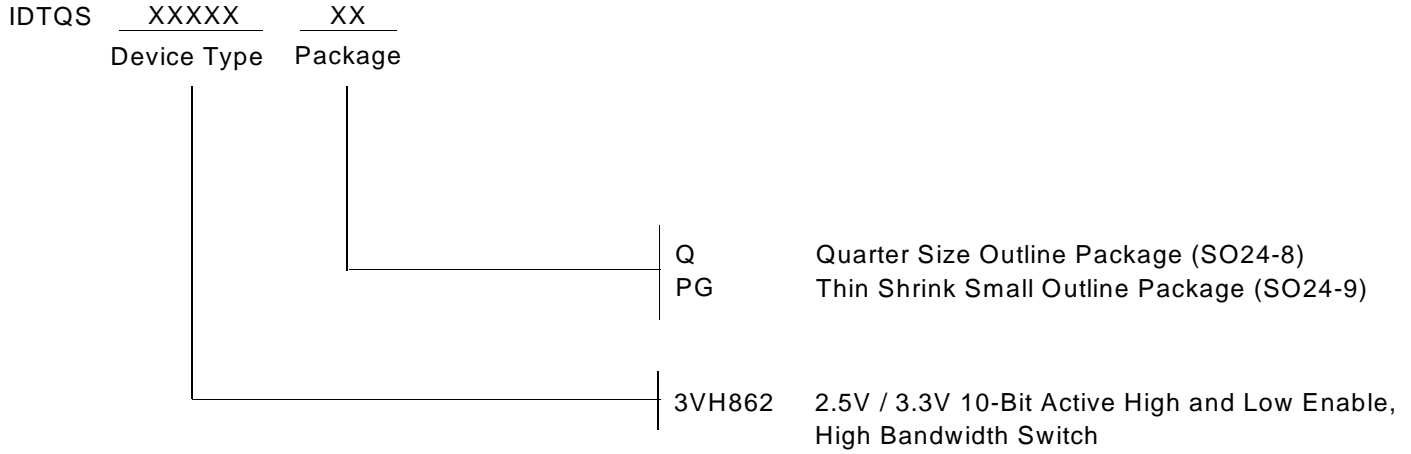 IDTQS XXXXX XX
Device Type Package
Q Quarter Size Outline Package (SO24-8)
PG Thin Shrink Small Outline Package (SO24-9)
3VH862 2.5V / 3.3V 10-Bit Active High and Low Enable,
High Bandwidth Switch